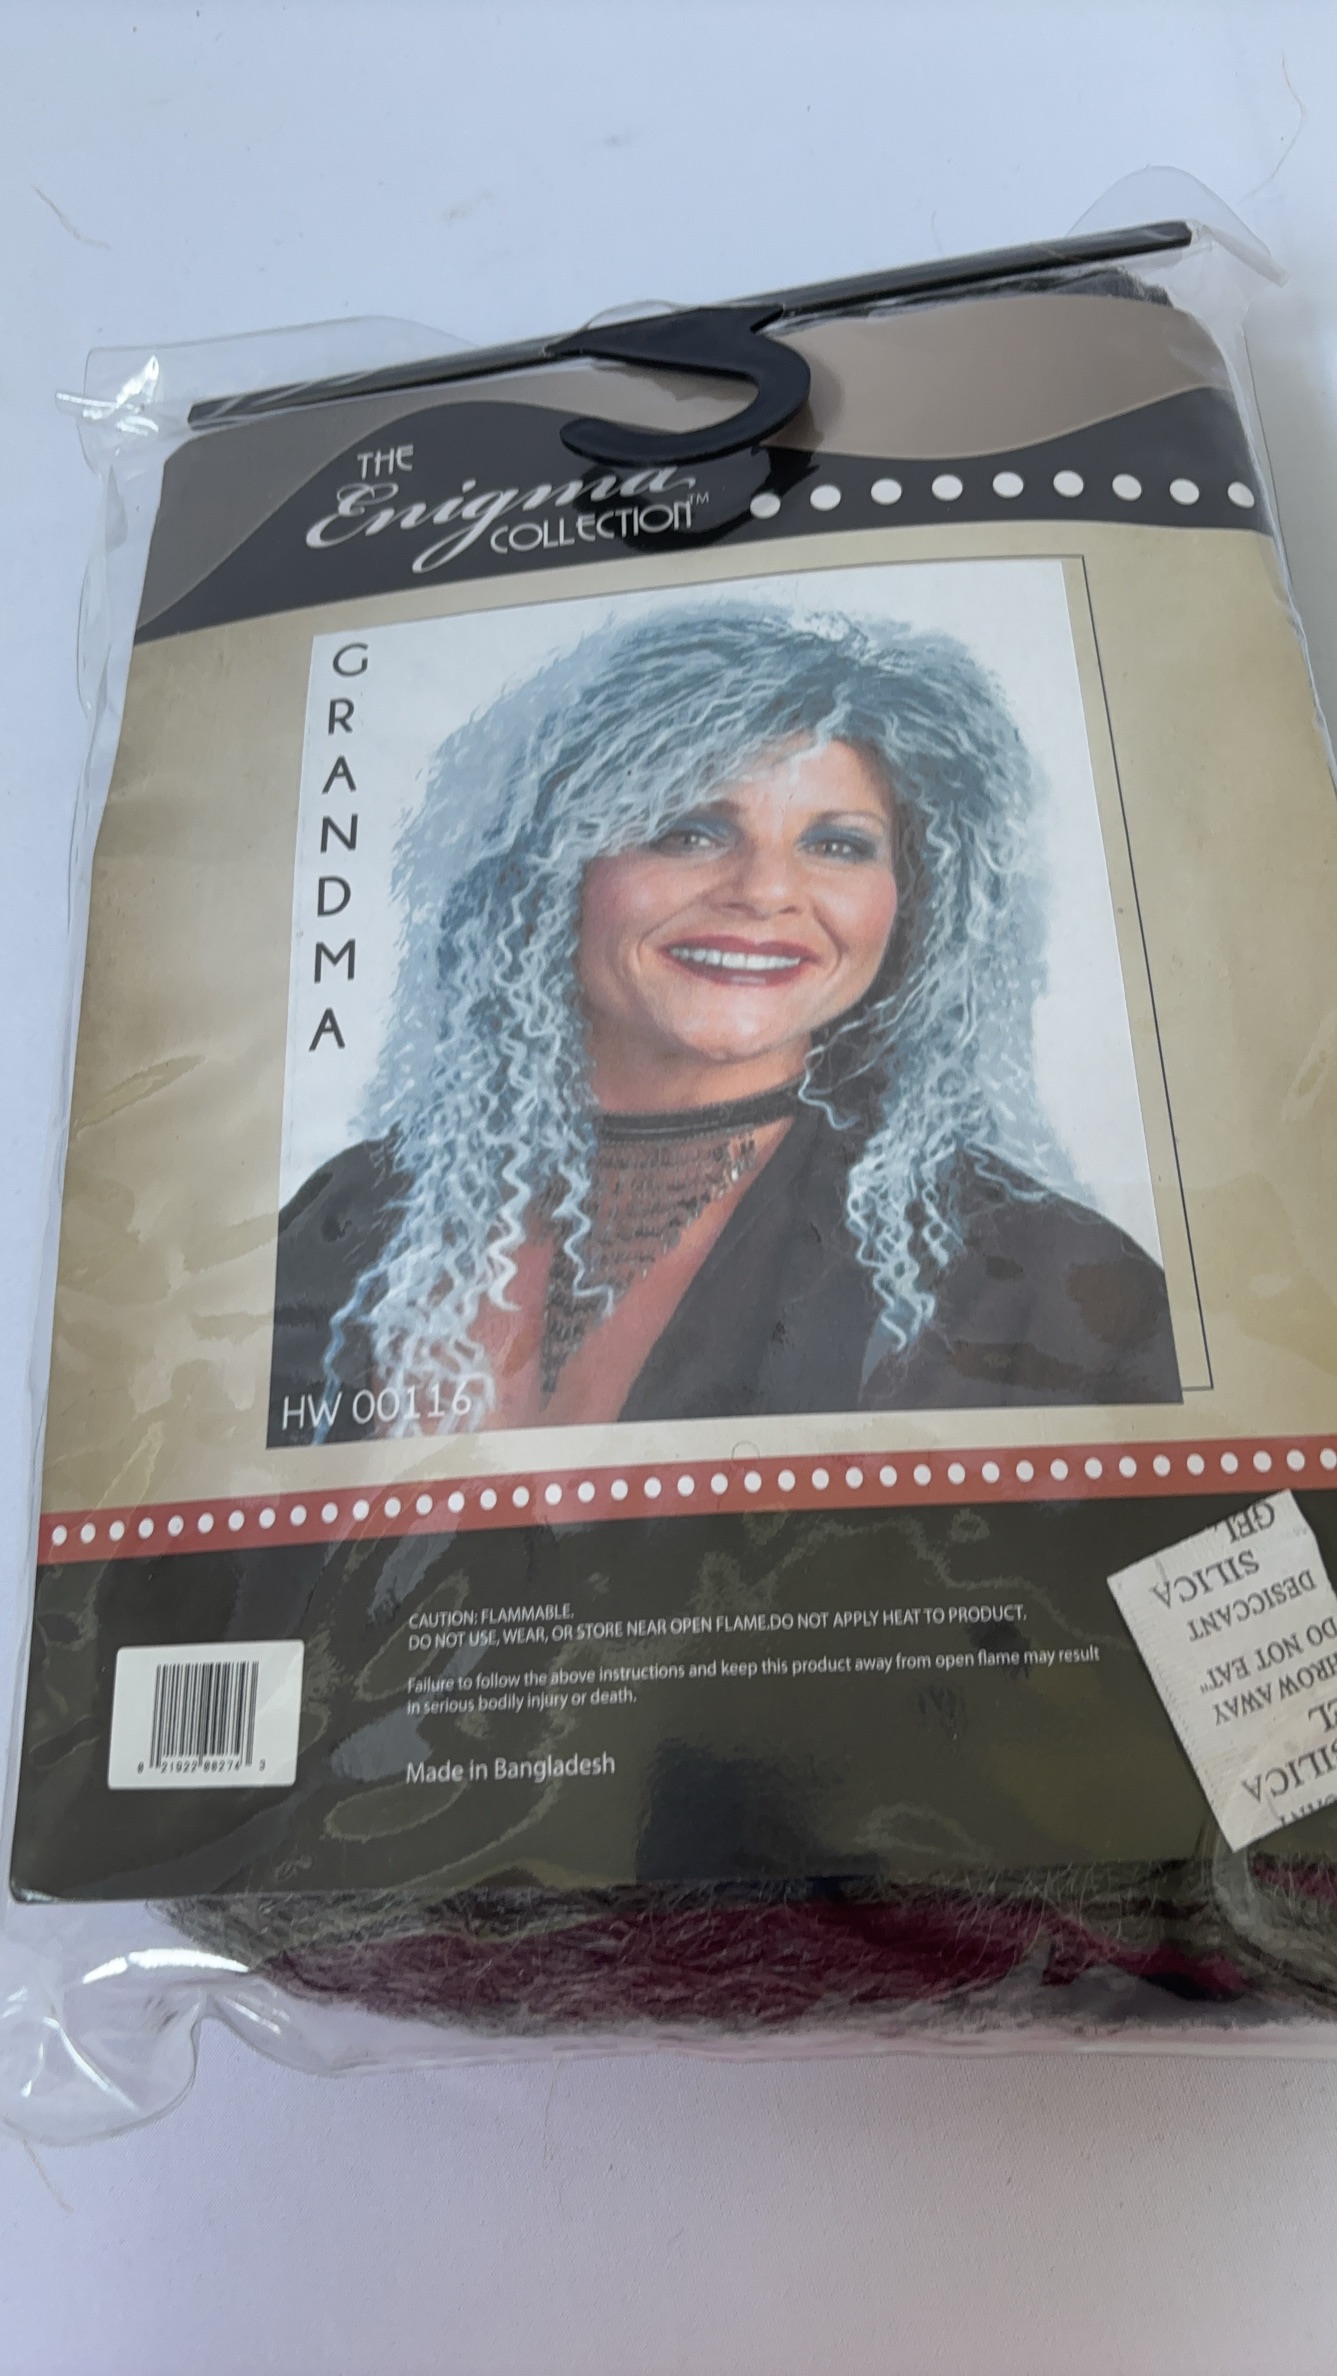 THE
Enigma
COLLECTION™
GRANDMA
HW 00116
CAUTION: FLAMMABLE.
DO NOT USE, WEAR, OR STORE NEAR OPEN FLAME.DO NOT APPLY HEAT TO PRODUCT.
Failure to follow the above instructions and keep this product away from open flame may result
in serious bodily injury or death.
Made in Bangladesh
SILICA
GEL
DESICCANT
DO NOT EAT"
AWAY
SILICA